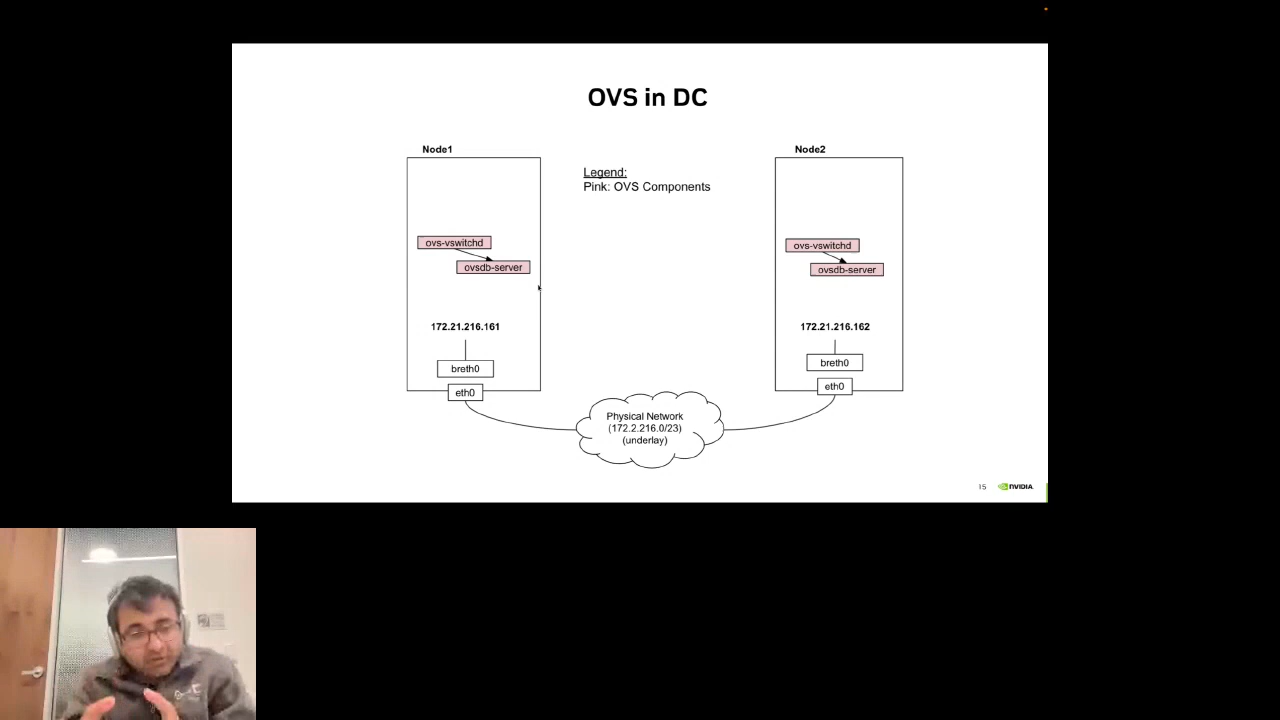 OVS in DC
Node1
Node2
Legend:
Pink: OVS Components
ovs-vswitchd
ovsdb-server
ovs-vswitchd
ovsdb-server
172.21.216.161
172.21.216.162
breth0
breth0
eth0
eth0
Physical Network
(172.2.216.0/23)
(underlay)
15
NVIDIA